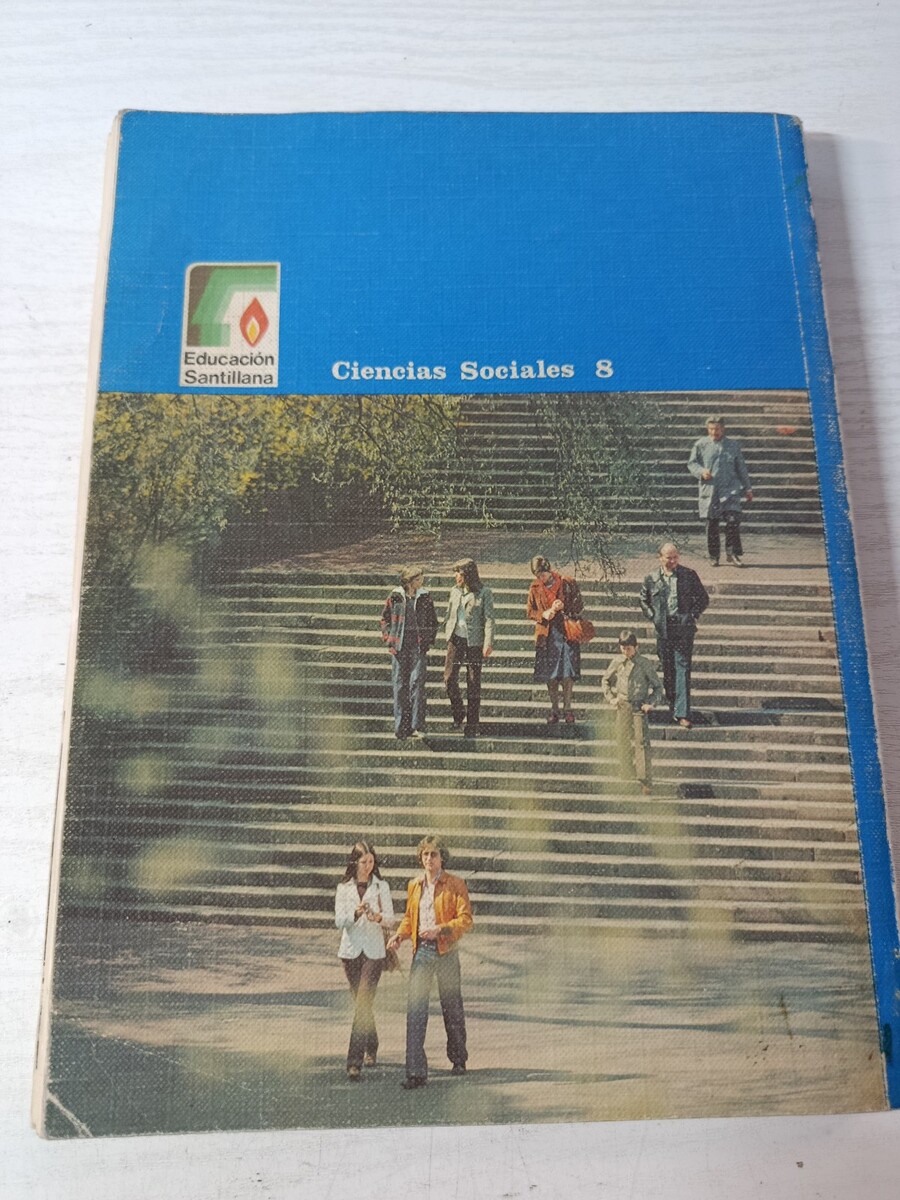 Educación
Santillana
Ciencias Sociales 8